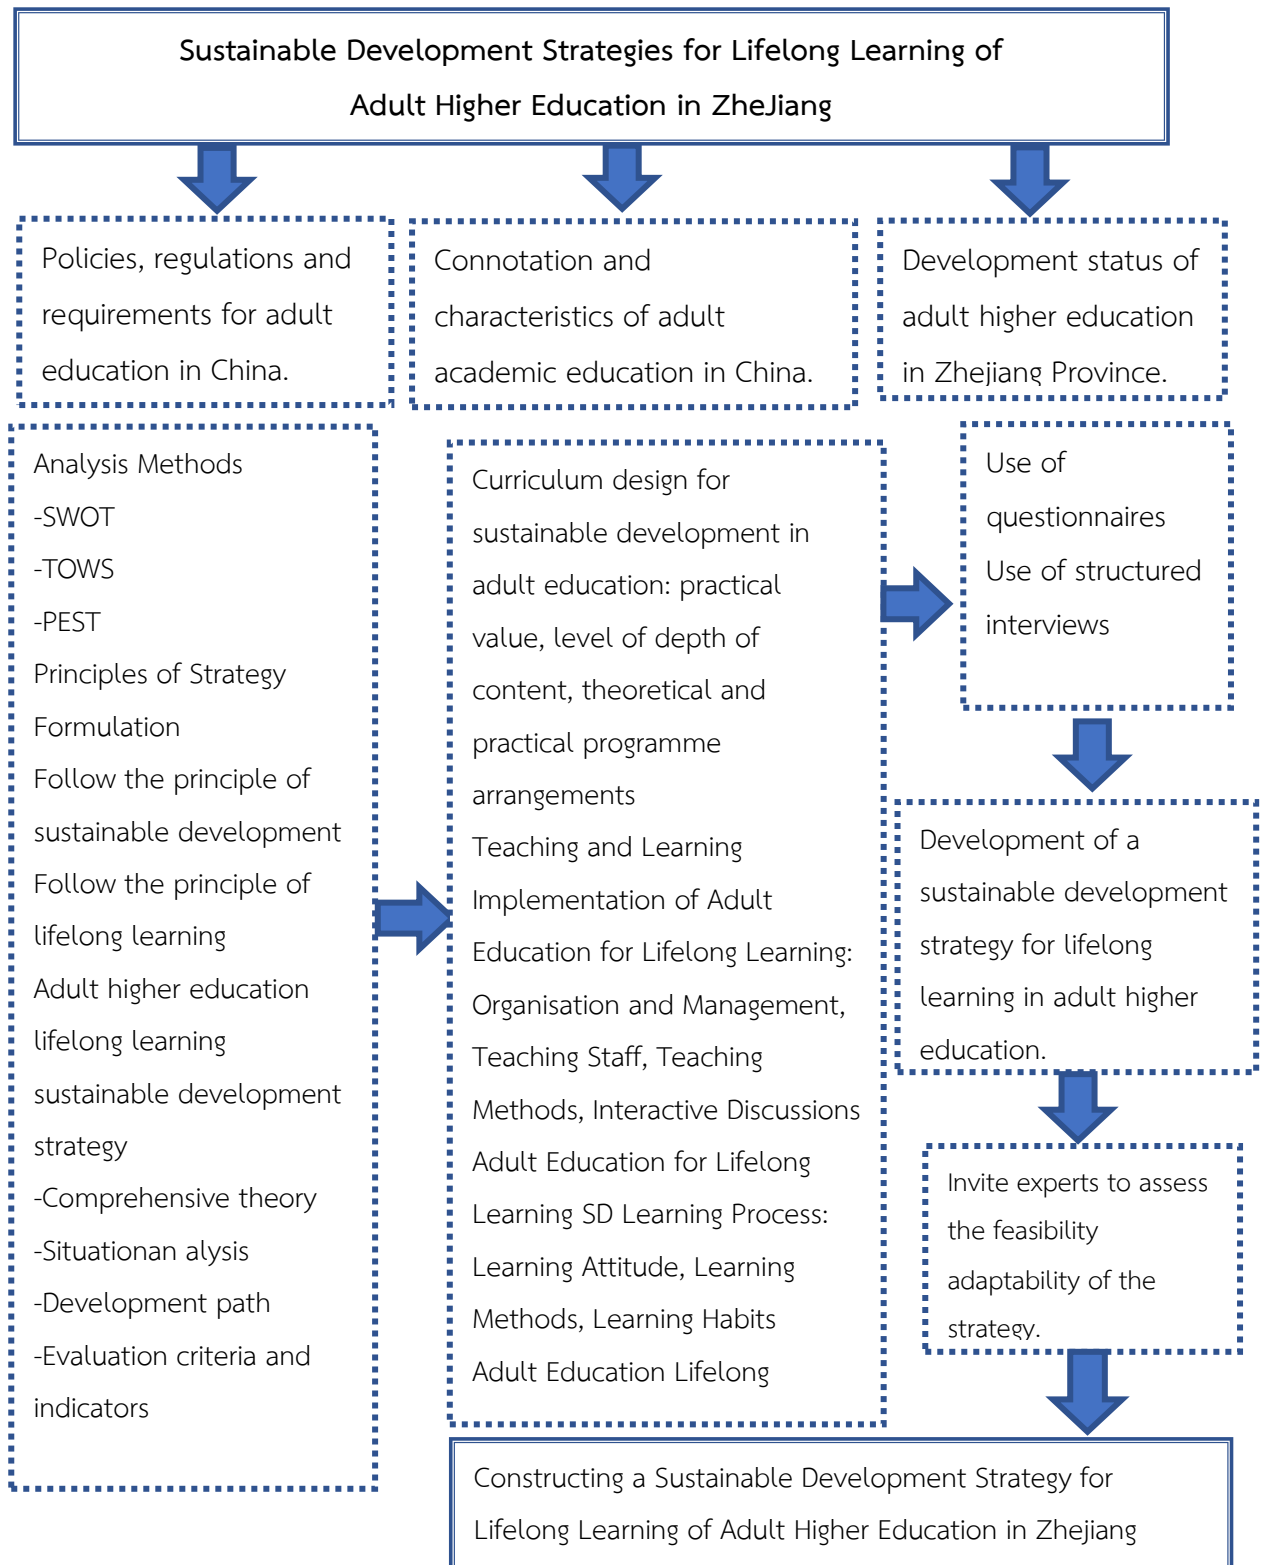 Sustainable Development Strategies for Lifelong Learning of
Adult Higher Education in ZheJiang
Policies, regulations and
requirements for adult
education in China.
Connotation and
characteristics of adult
academic education in China.
Development status of
adult higher education
in Zhejiang Province.
Analysis Methods
-SWOT
-TOWS
-PEST
Principles of Strategy
Formulation
Follow the principle of
sustainable development
Follow the principle of
lifelong learning
Adult higher education
lifelong learning
sustainable development
strategy
-Comprehensive theory
-Situationan alysis
-Development path
-Evaluation criteria and
indicators
Curriculum design for
sustainable development in
adult education: practical
value, level of depth of
content, theoretical and
practical programme
arrangements
Teaching and Learning
Implementation of Adult
Education for Lifelong Learning:
Organisation and Management,
Teaching Staff, Teaching
Methods, Interactive Discussions
Adult Education for Lifelong
Learning SD Learning Process:
Learning Attitude, Learning
Methods, Learning Habits
Adult Education Lifelong
Use of
questionnaires
Use of structured
interviews
Development of a
sustainable development
strategy for lifelong
learning in adult higher
education.
Invite experts to assess
the feasibility
adaptability of the
strategy.
Constructing a Sustainable Development Strategy for
Lifelong Learning of Adult Higher Education in Zhejiang